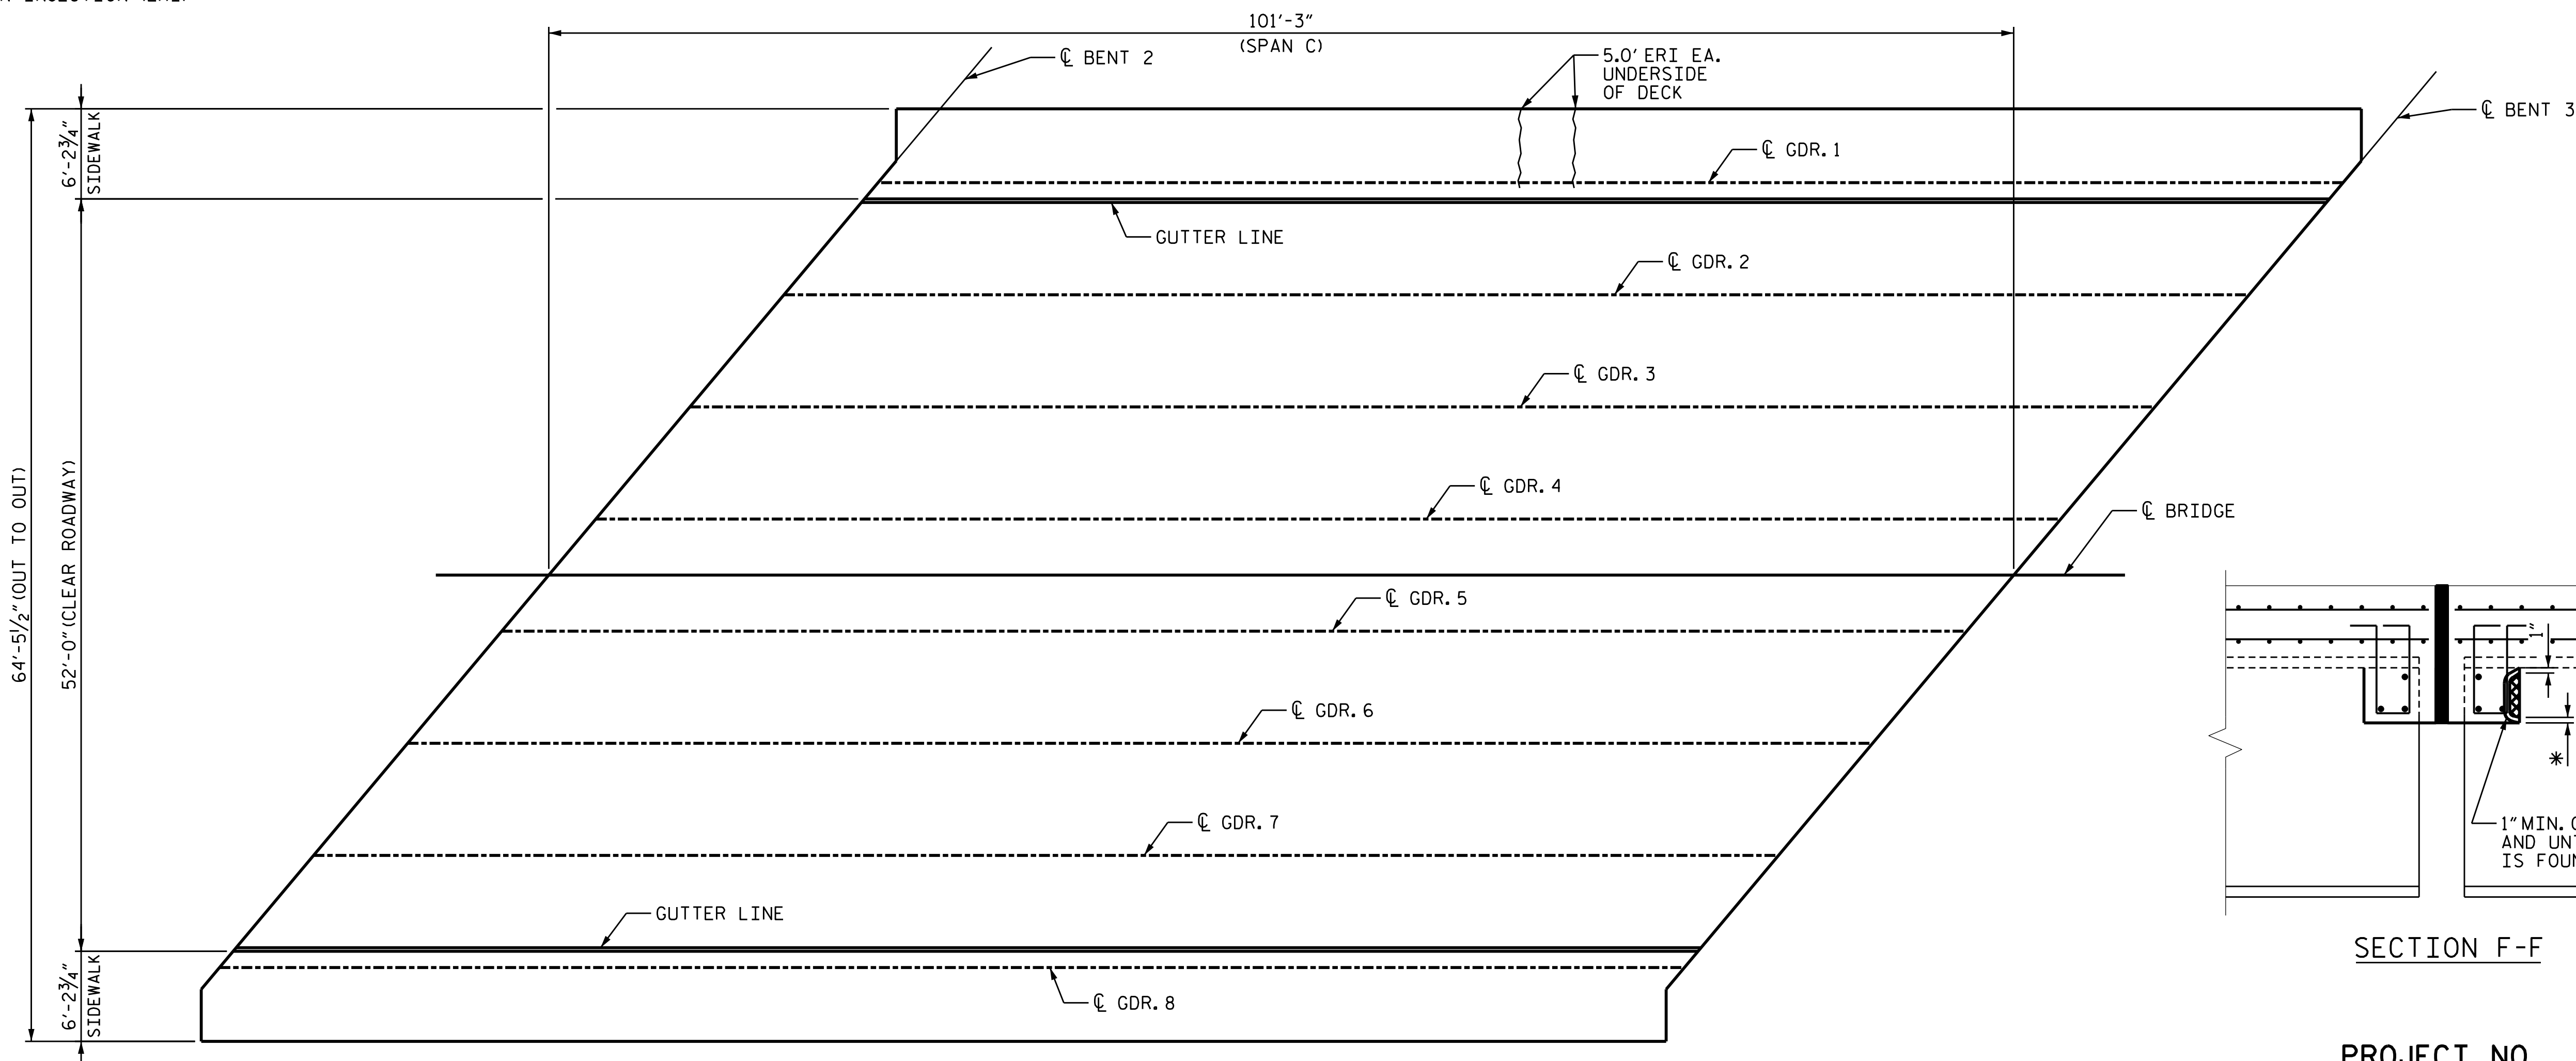 101'-3"
(SPAN C)
℄ BENT 2
5.0' ERI EA.
UNDERSIDE
OF DECK
℄ BENT 3
6'-2¾"
SIDEWALK
℄ GDR. 1
GUTTER LINE
℄ GDR. 2
℄ GDR. 3
℄ GDR. 4
64'-5½" (OUT TO OUT)
52'-0" (CLEAR ROADWAY)
℄ BRIDGE
℄ GDR. 5
1"
℄ GDR. 6
*
℄ GDR. 7
1" MIN.
AND
IS
GUTTER LINE
SECTION F-F
6'-2¾"
SIDEWALK
℄ GDR. 8
PROJECT NO.